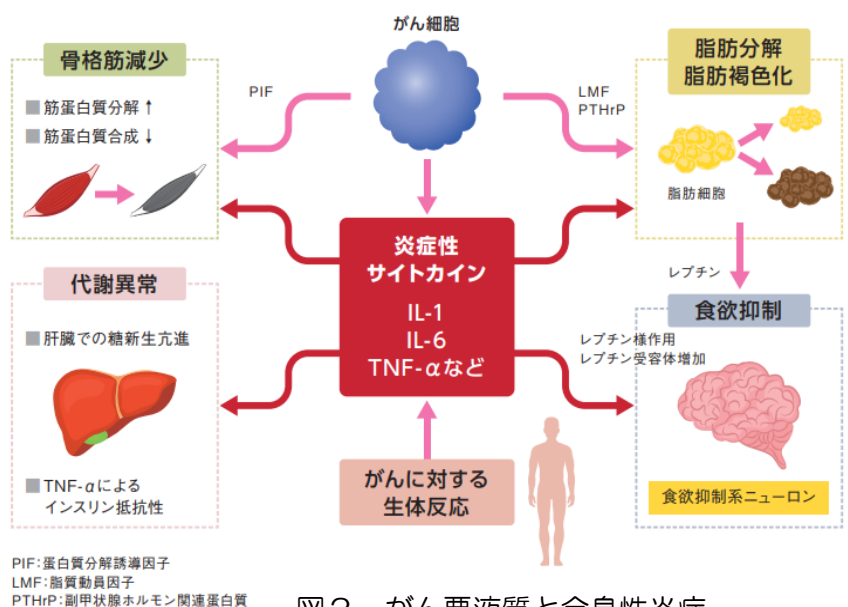 がん細胞
骨格筋減少
■ 筋蛋白質分解↑
■ 筋蛋白質合成↓
PIF
LMF
PTHrP
脂肪分解
脂肪褐色化
脂肪細胞
炎症性
サイトカイン
IL-1
IL-6
TNF-αなど
レプチン
代謝異常
■ 肝臓での糖新生亢進
■ TNF-αによる
インスリン抵抗性
食欲抑制
レプチン様作用
レプチン受容体増加
食欲抑制系ニューロン
がんに対する
生体反応
PIF：蛋白質分解誘導因子
LMF：脂質動員因子
PTHrP：副甲状腺ホルモン関連蛋白質